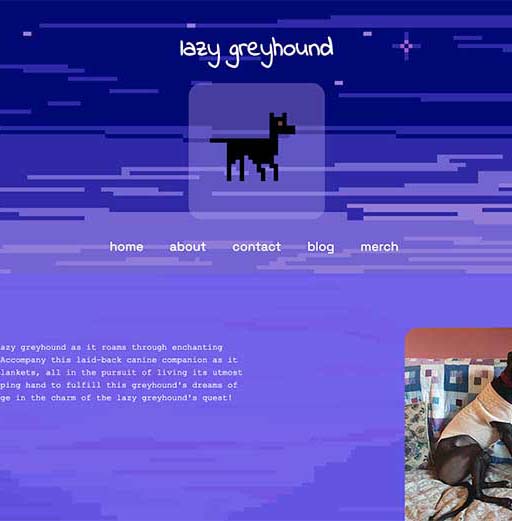 lazy greyhound
home about contact blog merch
azy greyhound as it roams through enchanting
Accompany this laid-back canine companion as it
lankets, all in the pursuit of living its utmost
ping hand to fulfill this greyhound's dreams of
ge in the charm of the lazy greyhound's quest!